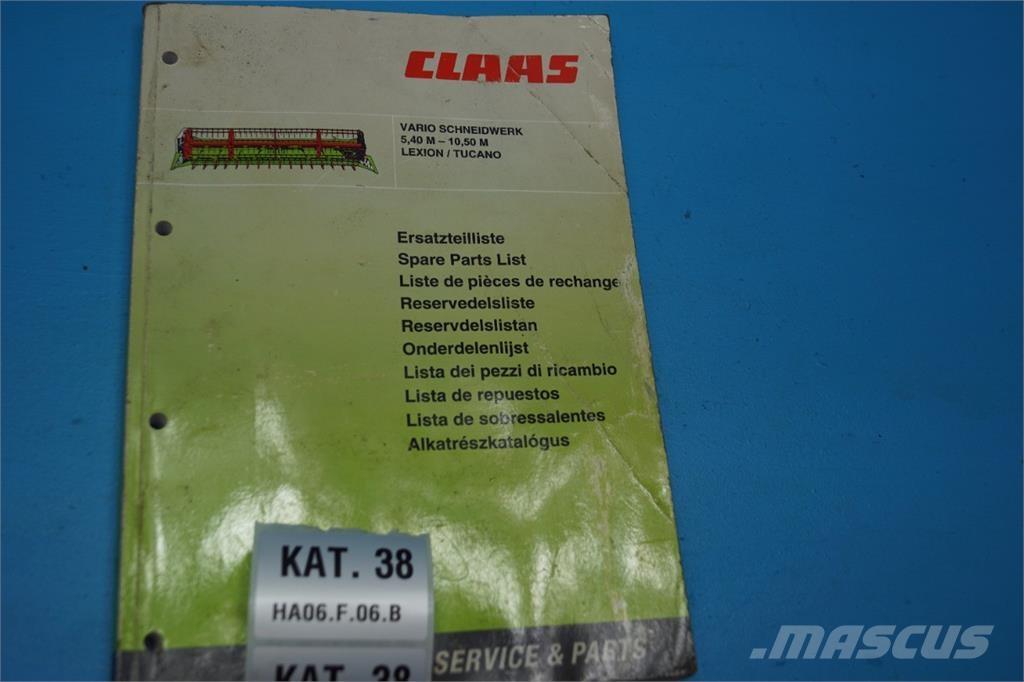 CLAAS
VARIO SCHNEIDWERK
5,40 M – 10,50 M
LEXION / TUCANO
Ersatzteilliste
Spare Parts List
Liste de pièces de rechange
Reservedelsliste
Reservdelslistan
Onderdelenlijst
Lista dei pezzi di ricambio
Lista de repuestos
Lista de sobressalentes
Alkatrészkatalógus
KAT. 38
HA06.F.06.B
KAT. 38
SERVICE & PARTS
MASCUS